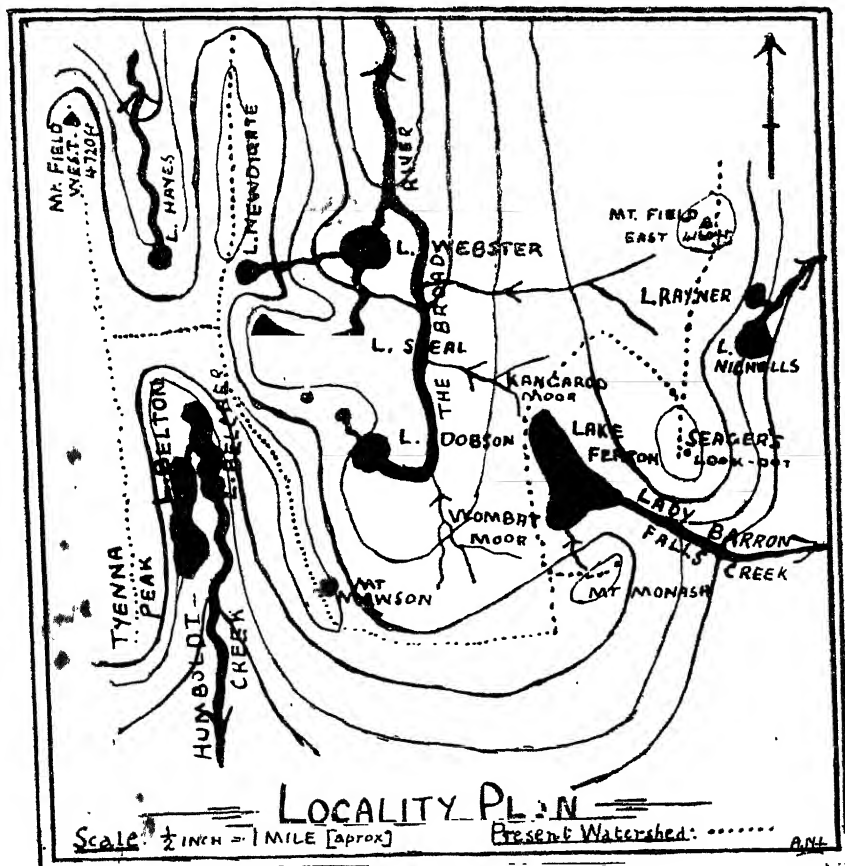 MT. FIELD
WEST.
4720ft
L. HAYES
L. NEWDIGATE
RIVER
THE BROAD
L. WEBSTER
MT. FIELD
EAST
L RAYNER
L.
NICHOLLS
L. SEAL
KANGAROO
MOOR
L. BELTON
L. BELCHER
L. DOBSON
LAKE
FENTON
SEAGER'S
LOOK-OUT
LADY BARRON
FALLS
CREEK
WOMBAT
MOOR
TYENNA
PEAK
MT
MAWSON
MT MONASH
HUMBOLDT
CREEK
LOCALITY PLAN
Scale: ½ INCH = 1 MILE [aprox]
Present Watershed: